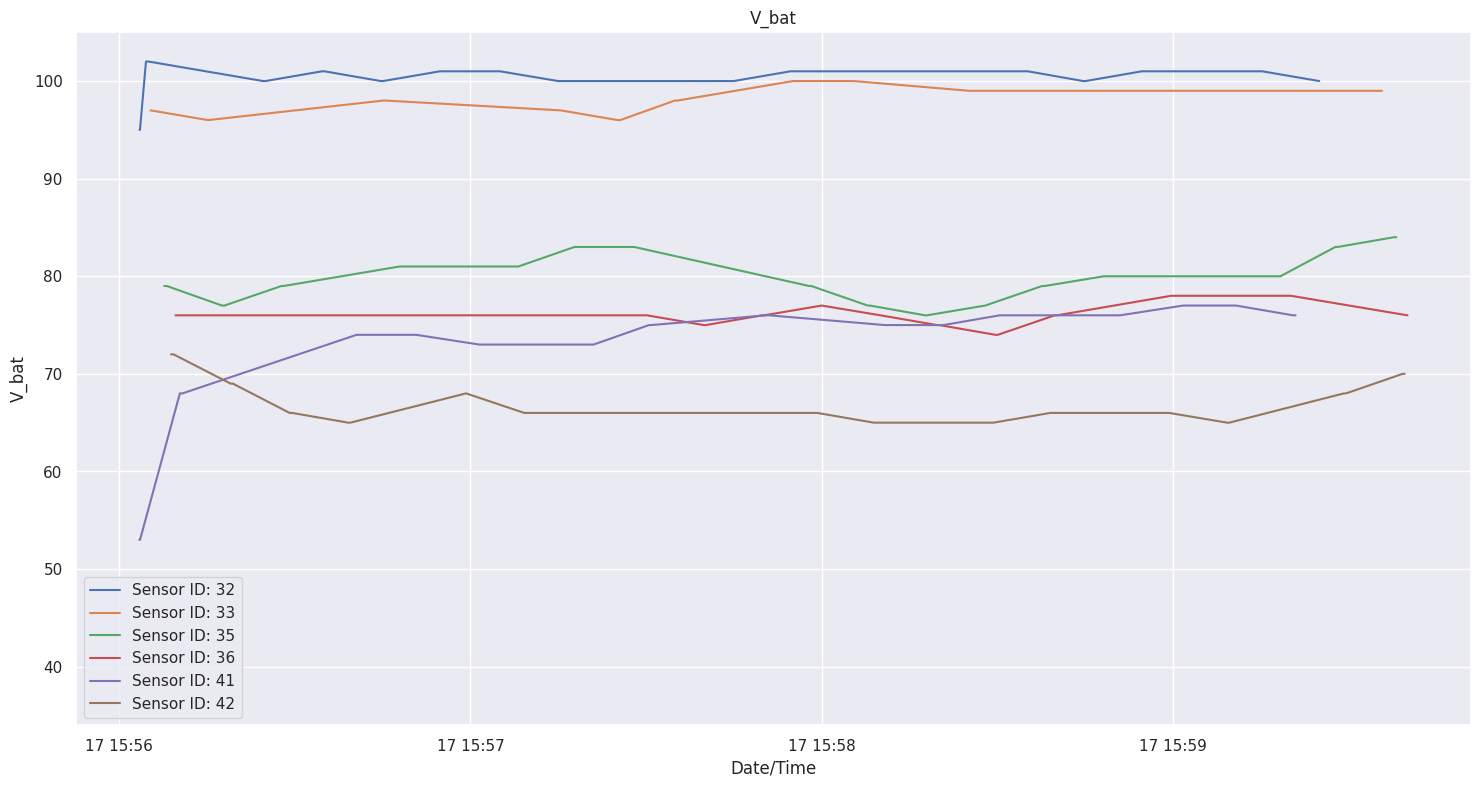 V_bat
100
90
80
70
60
50
40
V_bat
Sensor ID: 32
Sensor ID: 33
Sensor ID: 35
Sensor ID: 36
Sensor ID: 41
Sensor ID: 42
17 15:56 17 15:57 17 15:58 17 15:59
Date/Time